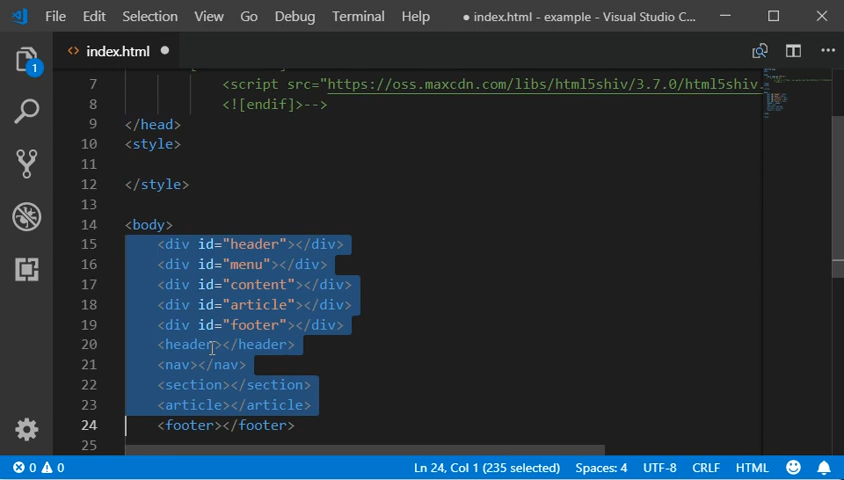 File Edit Selection View Go Debug Terminal Help ● index.html - example - Visual Studio C...
<> index.html ●
1
7 <script src="https://oss.maxcdn.com/libs/html5shiv/3.7.0/html5shiv.
8 <![endif]>-->
9 </head>
10 <style>
11
12 </style>
13
14 <body>
15 <div id="header"></div>
16 <div id="menu"></div>
17 <div id="content"></div>
18 <div id="article"></div>
19 <div id="footer"></div>
20 <header></header>
21 <nav></nav>
22 <section></section>
23 <article></article>
24 <footer></footer>
25
0 0 Ln 24, Col 1 (235 selected) Spaces: 4 UTF-8 CRLF HTML